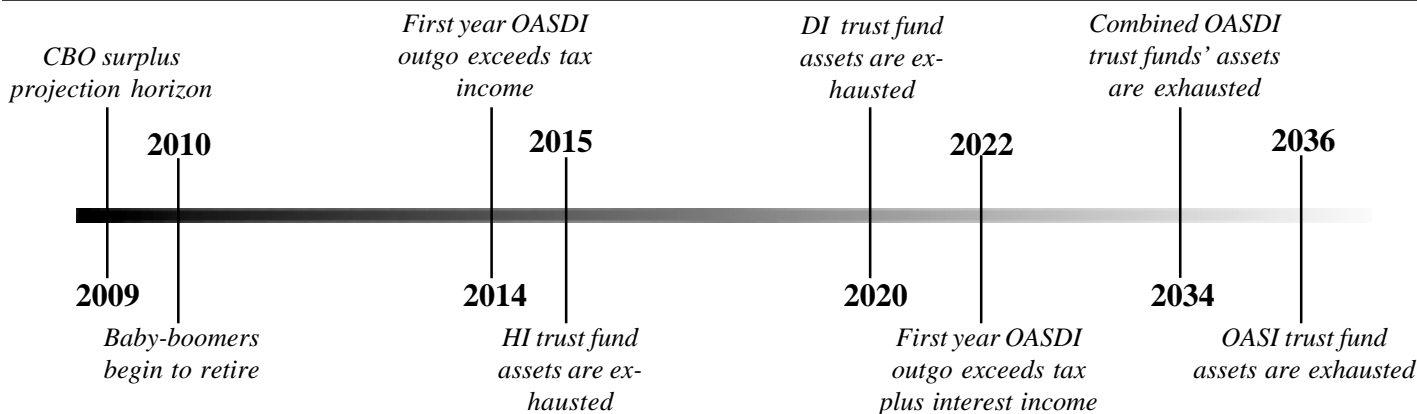 CBO surplus
projection horizon
2009
2010
Baby-boomers
begin to retire
First year OASDI
outgo exceeds tax
income
2014
2015
HI trust fund
assets are ex-
hausted
DI trust fund
assets are ex-
hausted
2020
2022
First year OASDI
outgo exceeds tax
plus interest income
Combined OASDI
trust funds’ assets
are exhausted
2034
2036
OASI trust fund
assets are exhausted